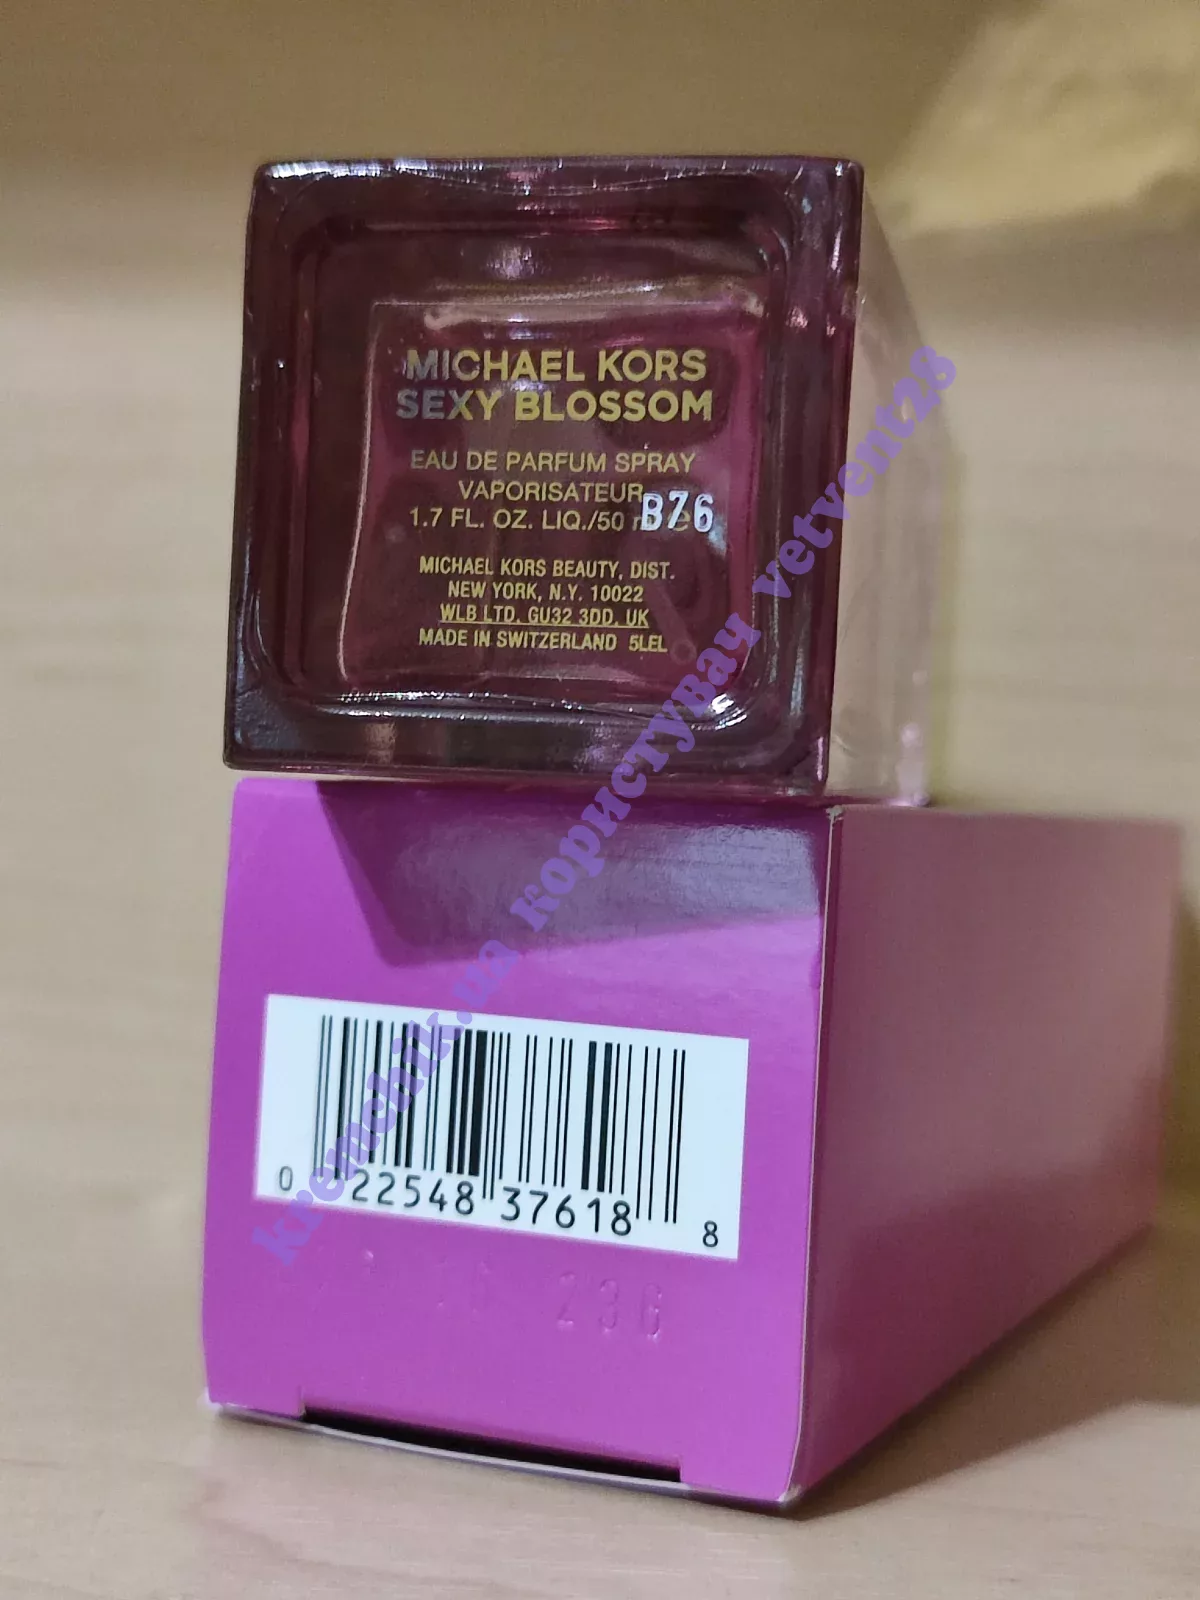 MICHAEL KORS
SEXY BLOSSOM
EAU DE PARFUM SPRAY
VAPORISATEUR
1.7 FL. OZ. LIQ./50 ml e
B76
MICHAEL KORS BEAUTY, DIST.
NEW YORK, N.Y. 10022
WLB LTD. GU32 3DD. UK
MADE IN SWITZERLAND 5LEL
kremchik.ua користувач vetvent28
0 22548 37618 8
236